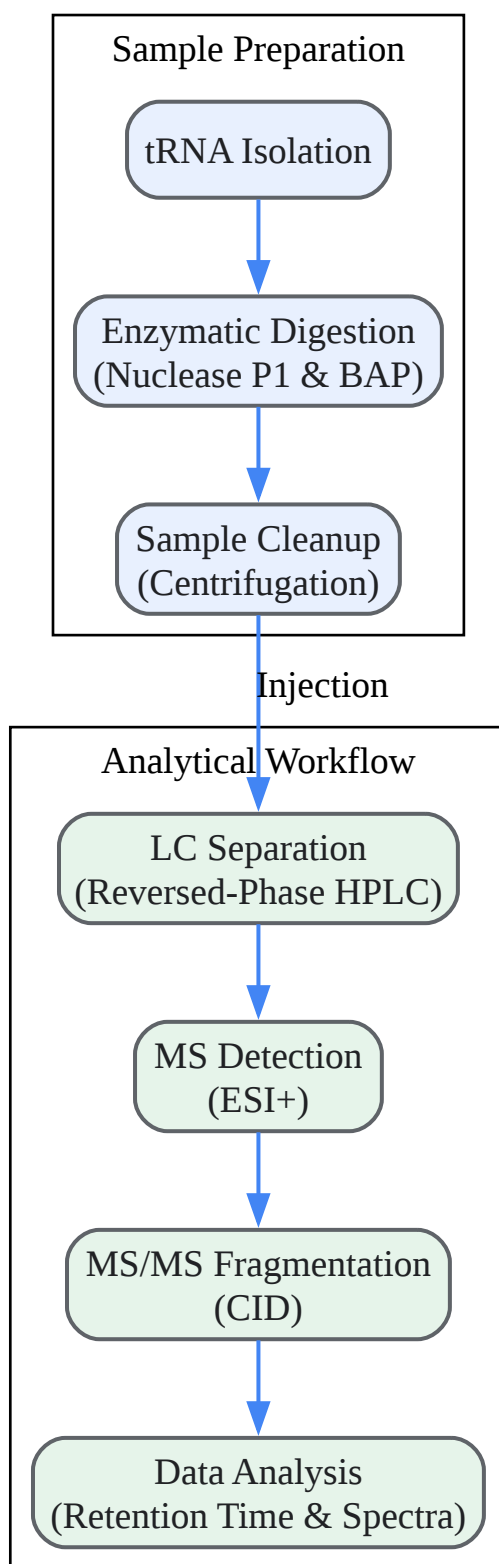 Sample Preparation
tRNA Isolation
Enzymatic Digestion
(Nuclease P1 & BAP)
Sample Cleanup
(Centrifugation)
Injection
Analytical Workflow
LC Separation
(Reversed-Phase HPLC)
MS Detection
(ESI+)
MS/MS Fragmentation
(CID)
Data Analysis
(Retention Time & Spectra)